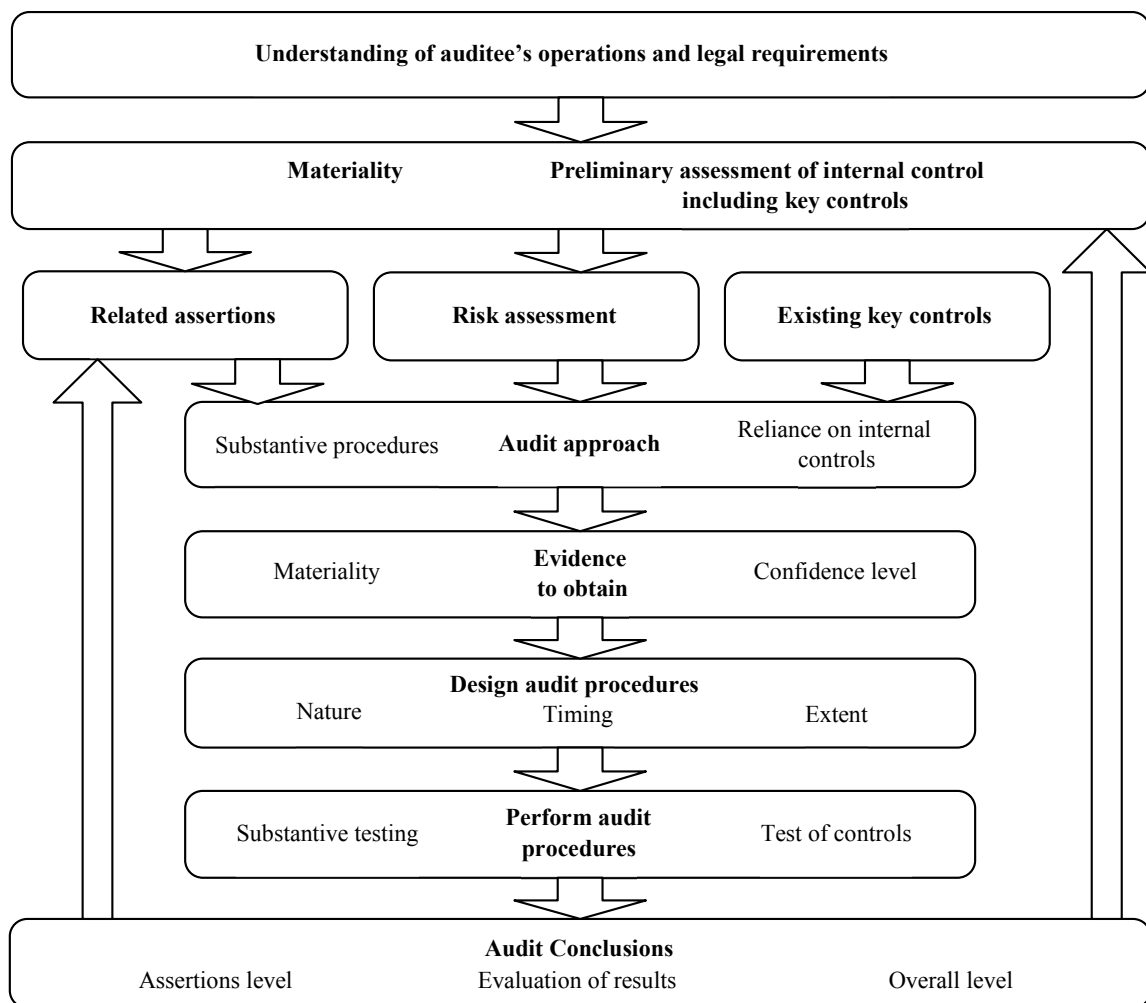 Understanding of auditee’s operations and legal requirements
Materiality
Preliminary assessment of internal control
including key controls
Related assertions
Risk assessment
Existing key controls
Substantive procedures
Audit approach
Reliance on internal
controls
Materiality
Evidence
to obtain
Confidence level
Design audit procedures
Nature
Timing
Extent
Substantive testing
Perform audit
procedures
Test of controls
Audit Conclusions
Assertions level
Evaluation of results
Overall level